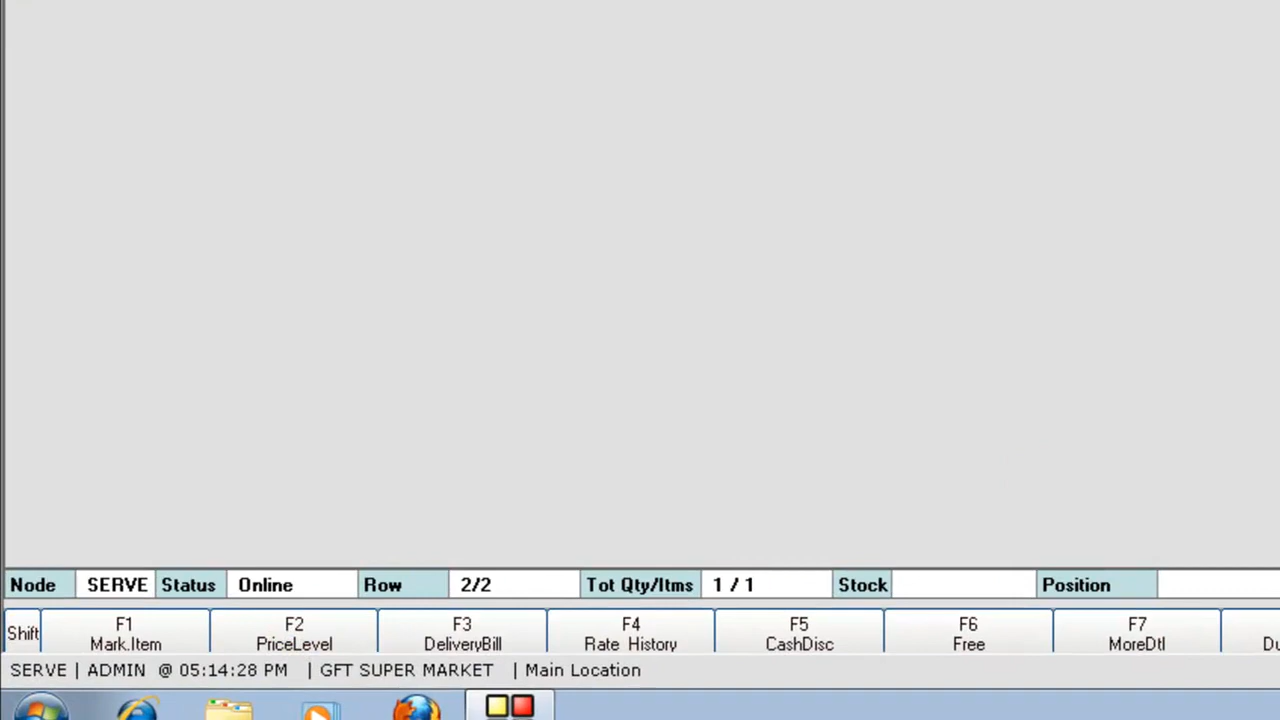 Node SERVE Status Online Row 2/2 Tot Qty/Itms 1 / 1 Stock Position
Shift F1 F2 F3 F4 F5 F6 F7
Mark.Item PriceLevel DeliveryBill Rate History CashDisc Free MoreDtl
SERVE | ADMIN @ 05:14:28 PM | GFT SUPER MARKET | Main Location